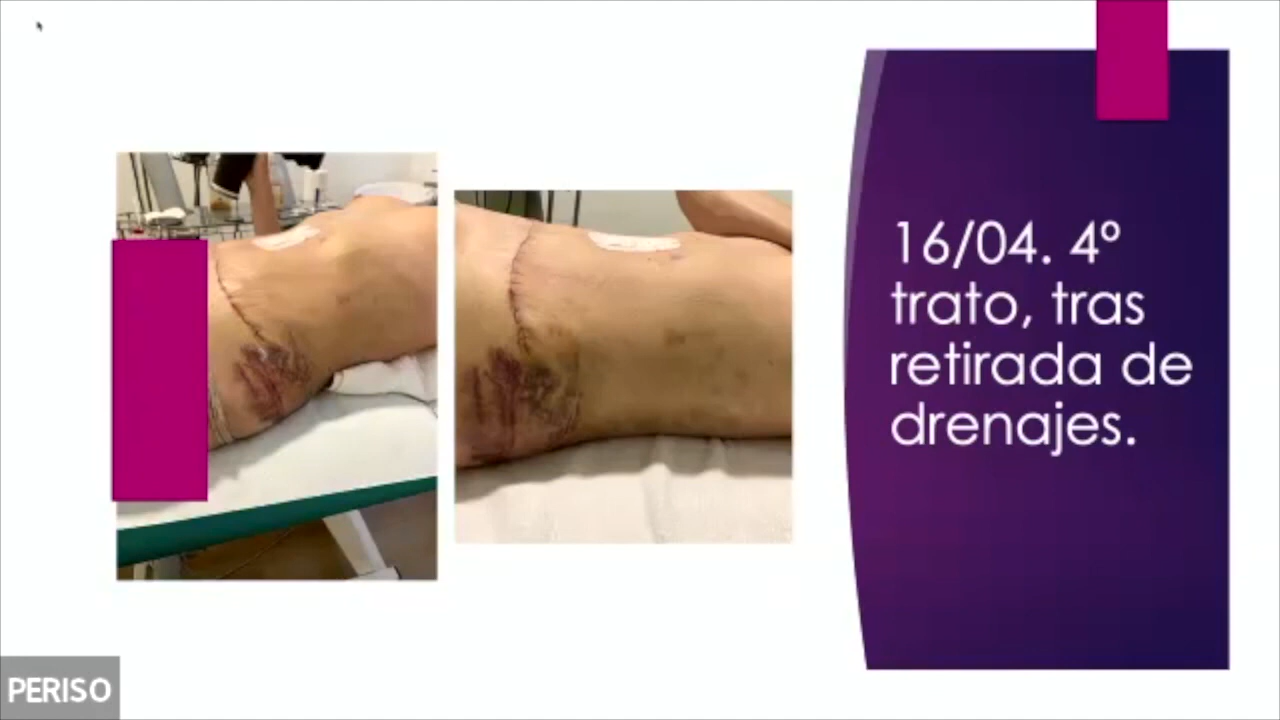 16/04. 4º
trato, tras
retirada de
drenajes.
PERISO